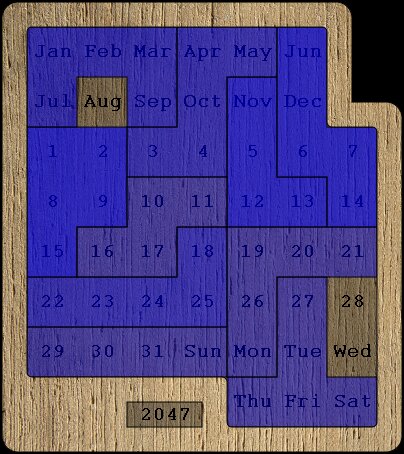 Jan Feb Mar Apr May Jun
Jul Aug Sep Oct Nov Dec
1 2 3 4 5 6 7
8 9 10 11 12 13 14
15 16 17 18 19 20 21
22 23 24 25 26 27 28
29 30 31 Sun Mon Tue Wed
Thu Fri Sat
2047